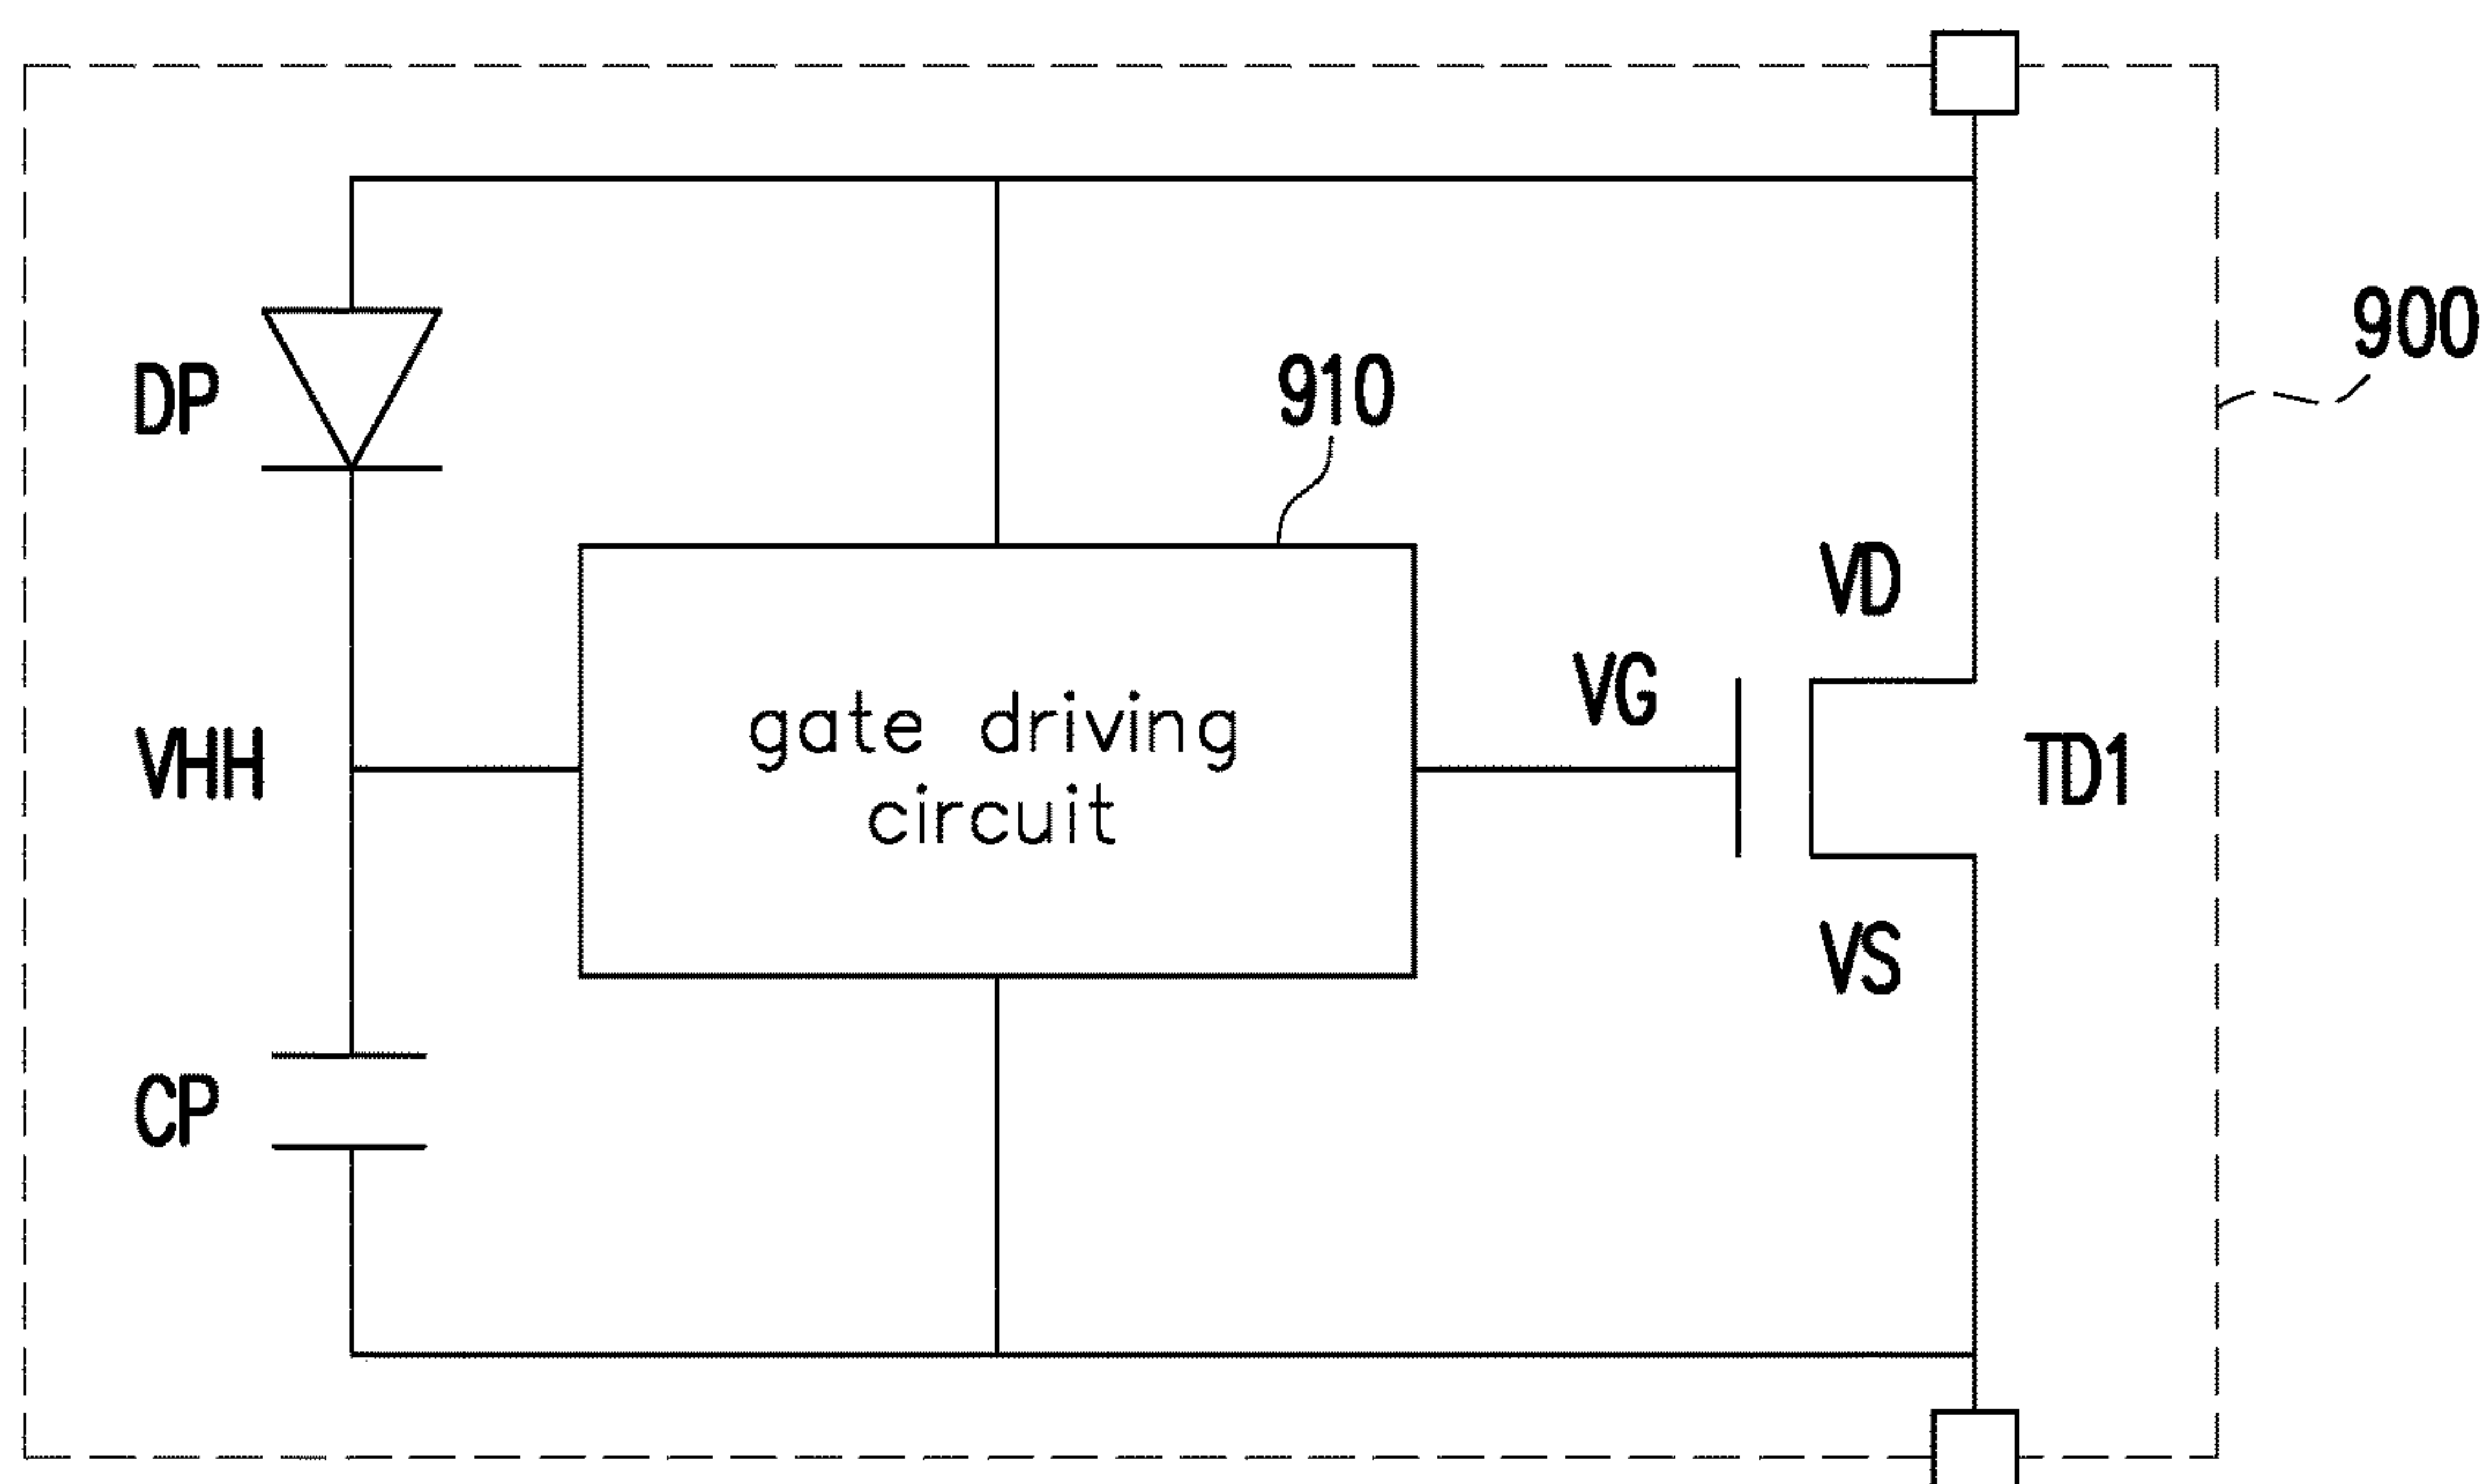 900
910
DP
VD
VG
gate driving
circuit
VHH
TD1
VS
CP